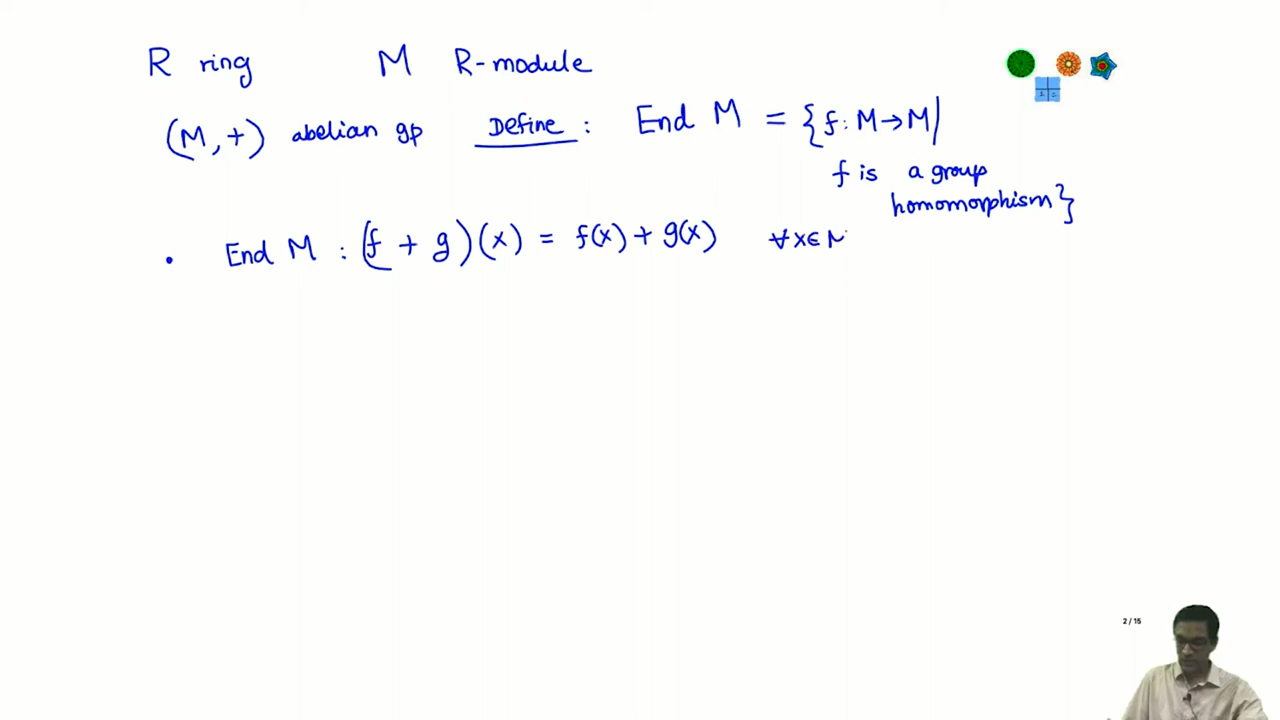 R ring M R-module
(M, +) abelian gp Define : End M = {f : M → M |
f is a group
homomorphism}
• End M : (f + g)(x) = f(x) + g(x) ∀ x ∈ M
2 / 15